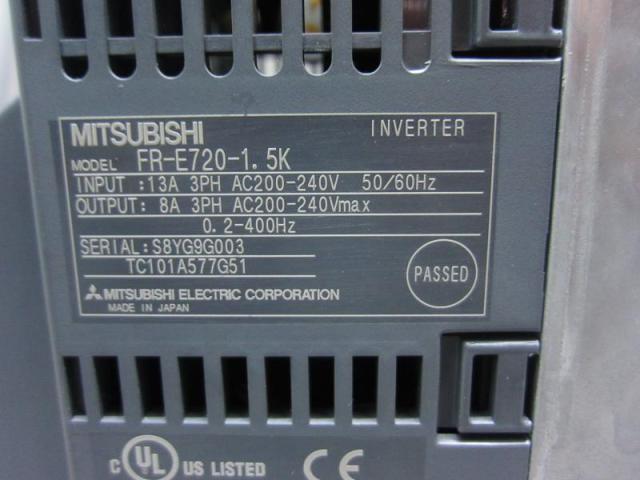 MITSUBISHI INVERTER
MODEL FR-E720-1.5K
INPUT :13A 3PH AC200-240V 50/60Hz
OUTPUT: 8A 3PH AC200-240Vmax
0.2-400Hz
SERIAL:S8YG9G003
TC101A577G51
PASSED
MITSUBISHI ELECTRIC CORPORATION
MADE IN JAPAN
C UL US LISTED CE